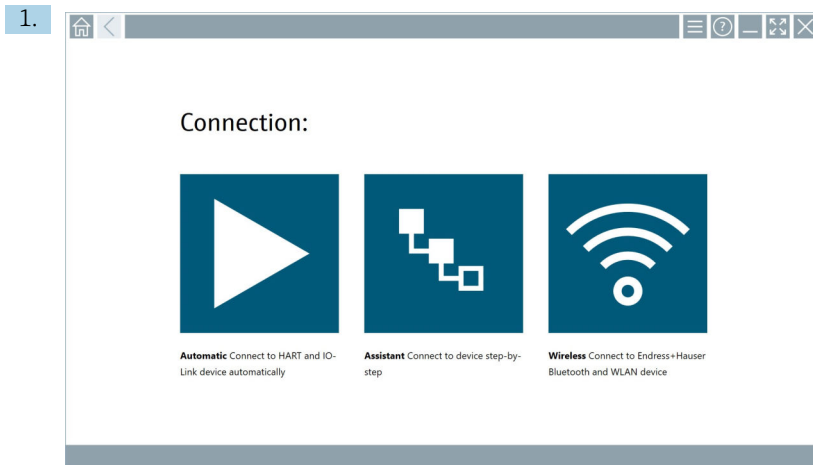 1.
?
Connection:
Automatic Connect to HART and IO-
Link device automatically
Assistant Connect to device step-by-
step
Wireless Connect to Endress+Hauser
Bluetooth and WLAN device